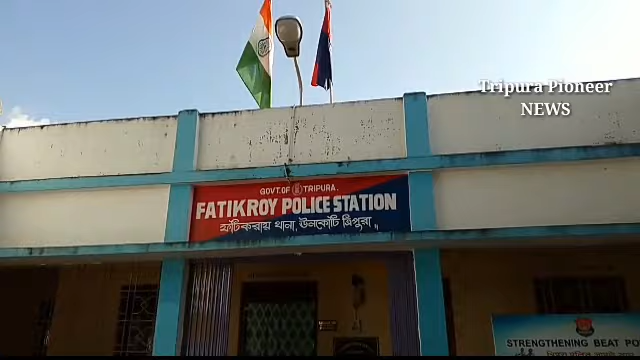 Tripura Pioneer
NEWS
GOVT. OF TRIPURA.
FATIKROY POLICE STATION
ফটিকরায় থানা, ঊনকোটি ত্রিপুরা
STRENGTHENING BEAT PO